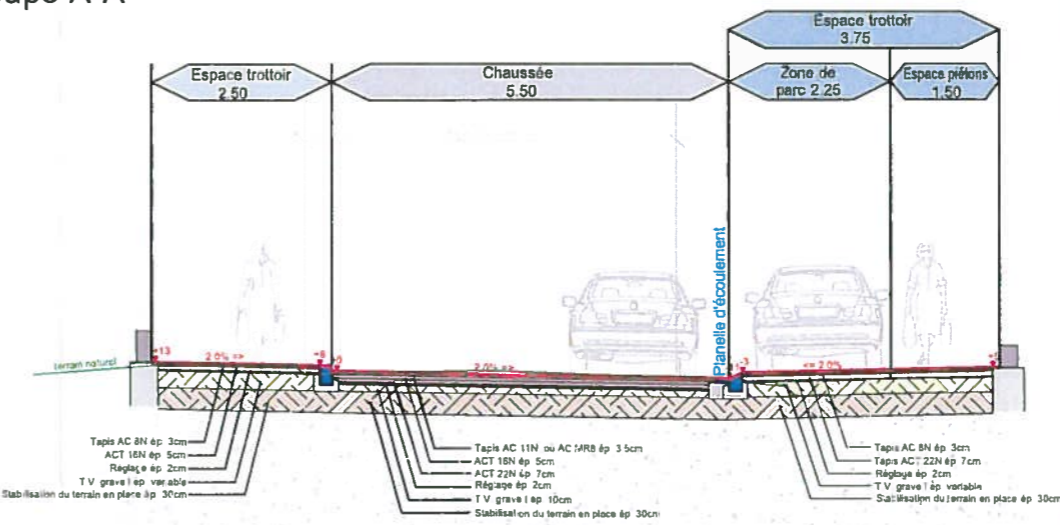 Coupe A-A
Espace trottoir
3.75
Espace trottoir
2.50
Chaussée
5.50
Zone de
parc 2.25
Espace piétons
1.50
Planelle d'écoulement
terrain naturel
+13
2.0% =>
+8
2.0% =>
-3
<= 2.0%
Tapis AC 8N ép. 3cm
ACT 16N ép. 5cm
Réglage ép. 2cm
T.V. grave I ép. variable
Stabilisation du terrain en place ép. 30cm
Tapis AC 11N ou AC MR8 ép. 3.5cm
ACT 16N ép. 5cm
ACT 22N ép. 7cm
Réglage ép. 2cm
T.V. grave I ép. 10cm
Stabilisation du terrain en place ép. 30cm
Tapis AC 8N ép. 3cm
Tapis ACT 22N ép. 7cm
Réglage ép. 2cm
T.V. grave I ép. variable
Stabilisation du terrain en place ép. 30cm